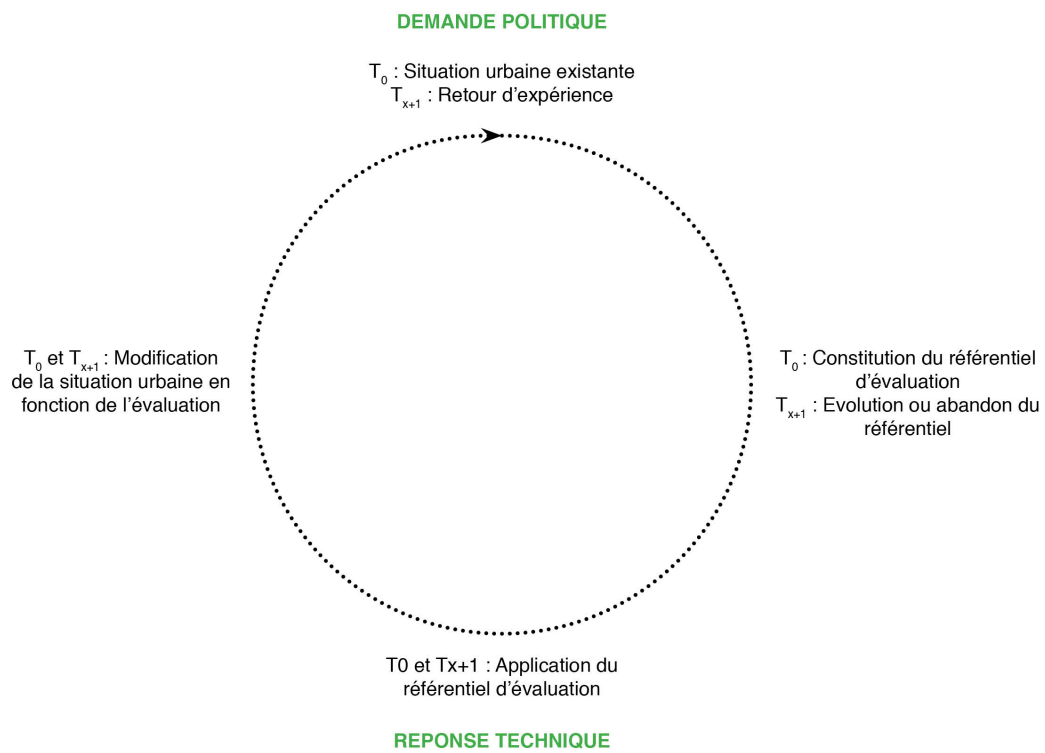 DEMANDE POLITIQUE
T0 : Situation urbaine existante
Tx+1 : Retour d’expérience
T0 et Tx+1 : Modification
de la situation urbaine en
fonction de l’évaluation
T0 : Constitution du référentiel
d’évaluation
Tx+1 : Evolution ou abandon du
référentiel
T0 et Tx+1 : Application du
référentiel d’évaluation
REPONSE TECHNIQUE